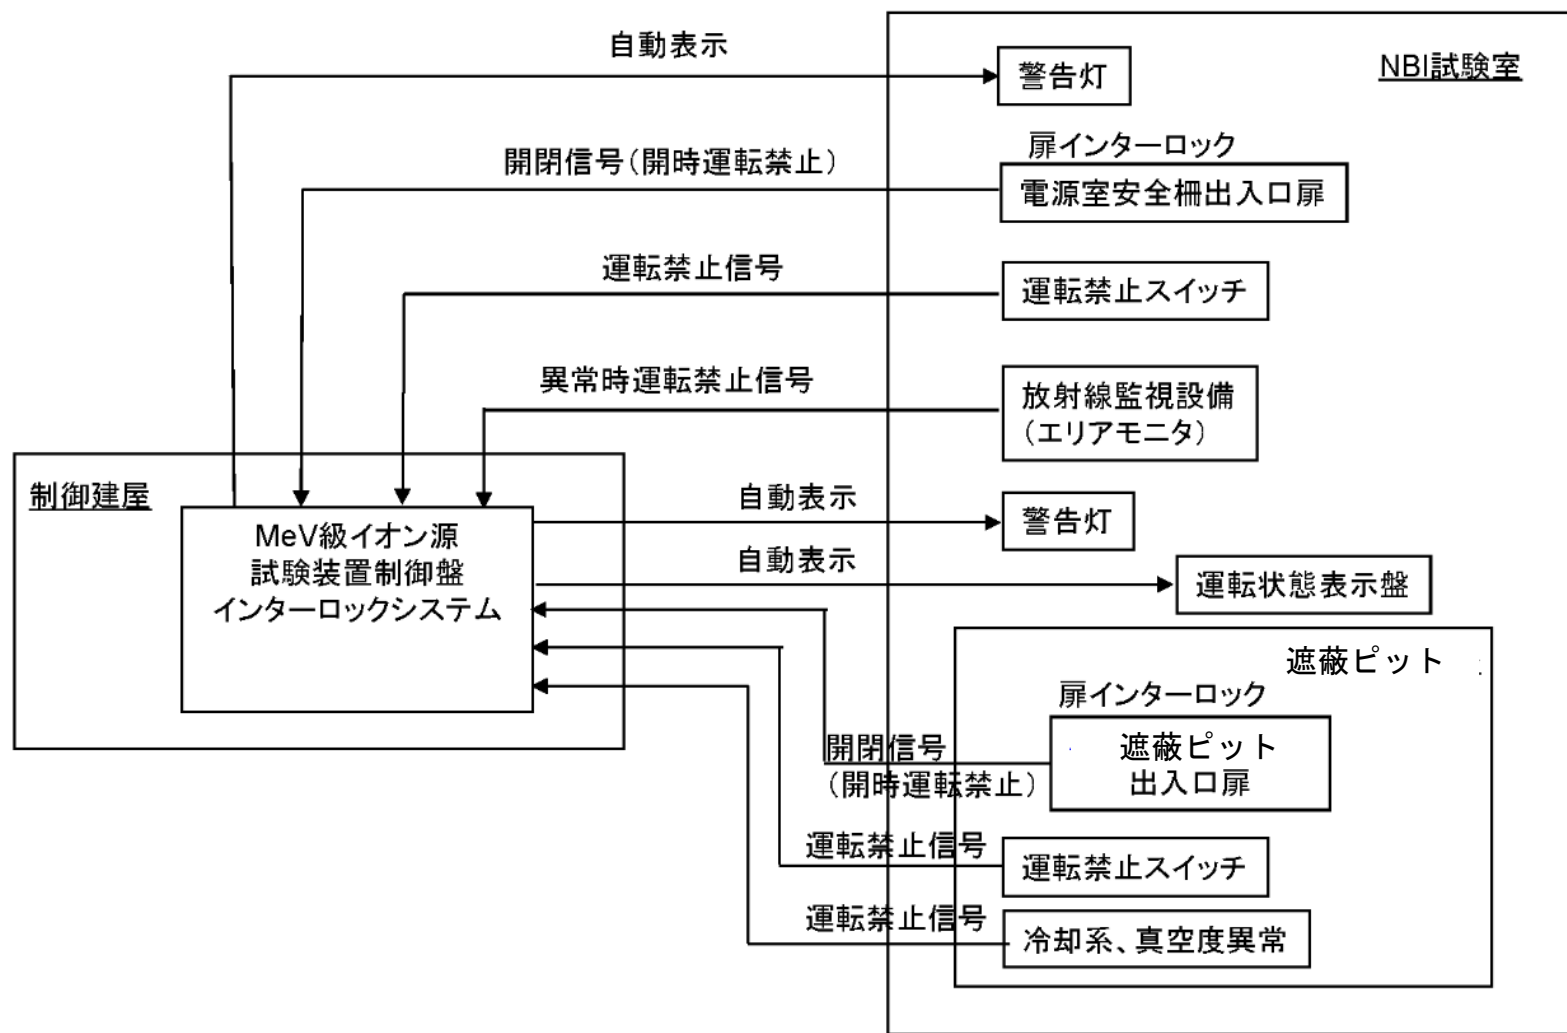 自動表示
警告灯
NBI試験室
扉インターロック
開閉信号（開時運転禁止）
電源室安全柵出入口扉
運転禁止信号
運転禁止スイッチ
異常時運転禁止信号
放射線監視設備
（エリアモニタ）
制御建屋
MeV級イオン源
試験装置制御盤
インターロックシステム
自動表示
警告灯
自動表示
運転状態表示盤
遮蔽ピット
扉インターロック
開閉信号
（開時運転禁止）
遮蔽ピット
出入口扉
運転禁止信号
運転禁止スイッチ
運転禁止信号
冷却系、真空度異常